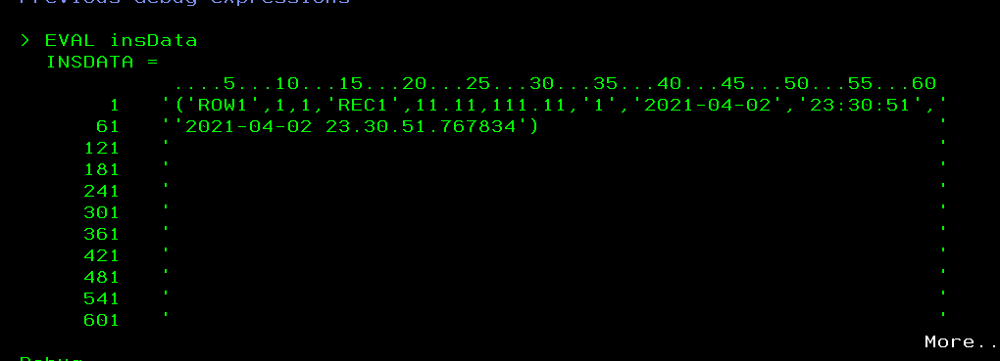 Previous debug expressions
> EVAL insData
INSDATA =
....5...10...15...20...25...30...35...40...45...50...55...60
1 '('ROW1',1,1,'REC1',11.11,111.11,'1','2021-04-02','23:30:51','
61 ''2021-04-02 23.30.51.767834') '
121 ' '
181 ' '
241 ' '
301 ' '
361 ' '
421 ' '
481 ' '
541 ' '
601 ' '
More..
Debug